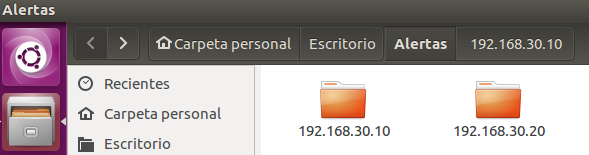 Alertas
Carpeta personal Escritorio Alertas 192.168.30.10
Recientes
Carpeta personal
Escritorio
192.168.30.10 192.168.30.20